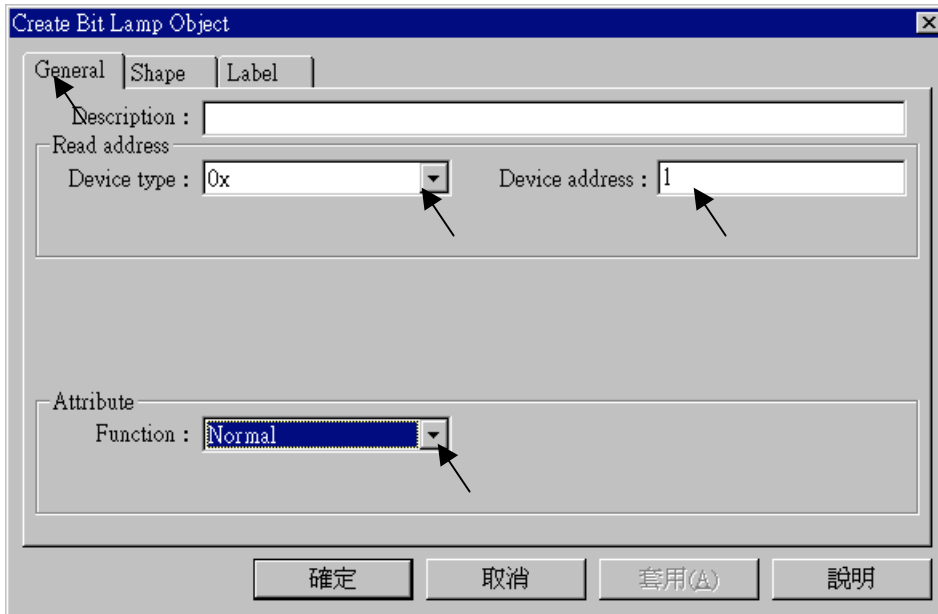 Create Bit Lamp Object
General Shape Label
Description :
Read address
Device type : 0x Device address : 1
Attribute
Function : Normal
確定 取消 套用(A) 說明